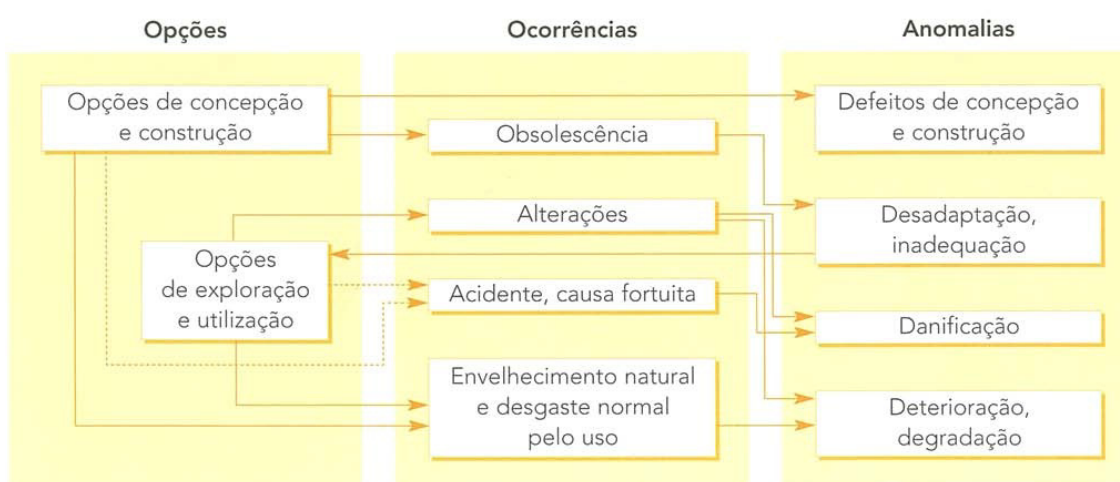 Opções
Ocorrências
Anomalias
Opções de concepção
e construção
Defeitos de concepção
e construção
Obsolescência
Alterações
Desadaptação,
inadequação
Opções
de exploração
e utilização
Acidente, causa fortuita
Danificação
Envelhecimento natural
e desgaste normal
pelo uso
Deterioração,
degradação